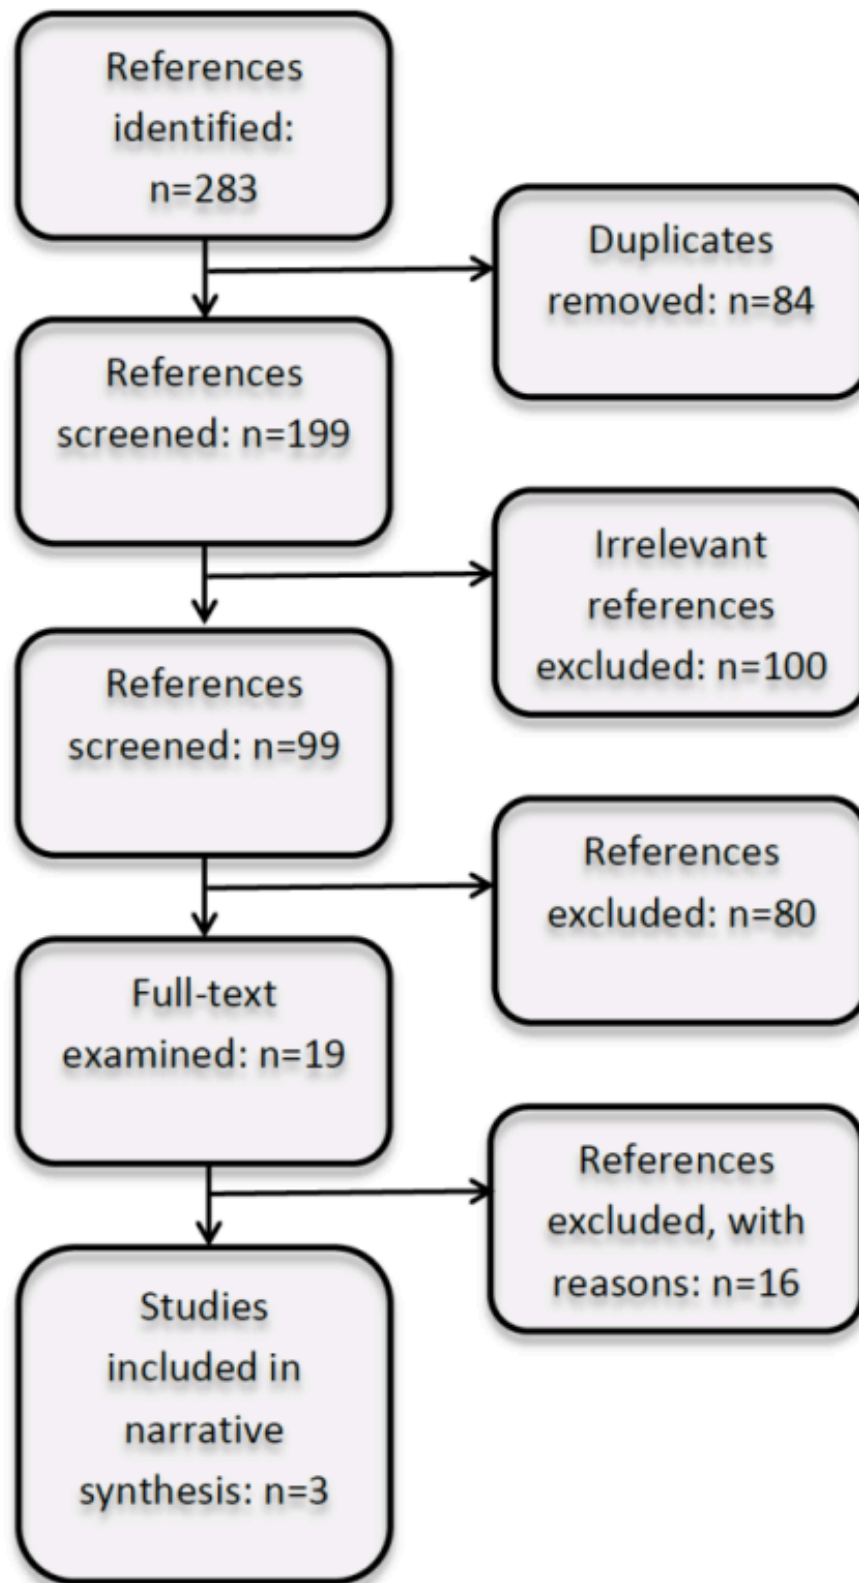 References
identified:
n=283
Duplicates
removed: n=84
References
screened: n=199
Irrelevant
references
excluded: n=100
References
screened: n=99
References
excluded: n=80
Full-text
examined: n=19
References
excluded, with
reasons: n=16
Studies
included in
narrative
synthesis: n=3